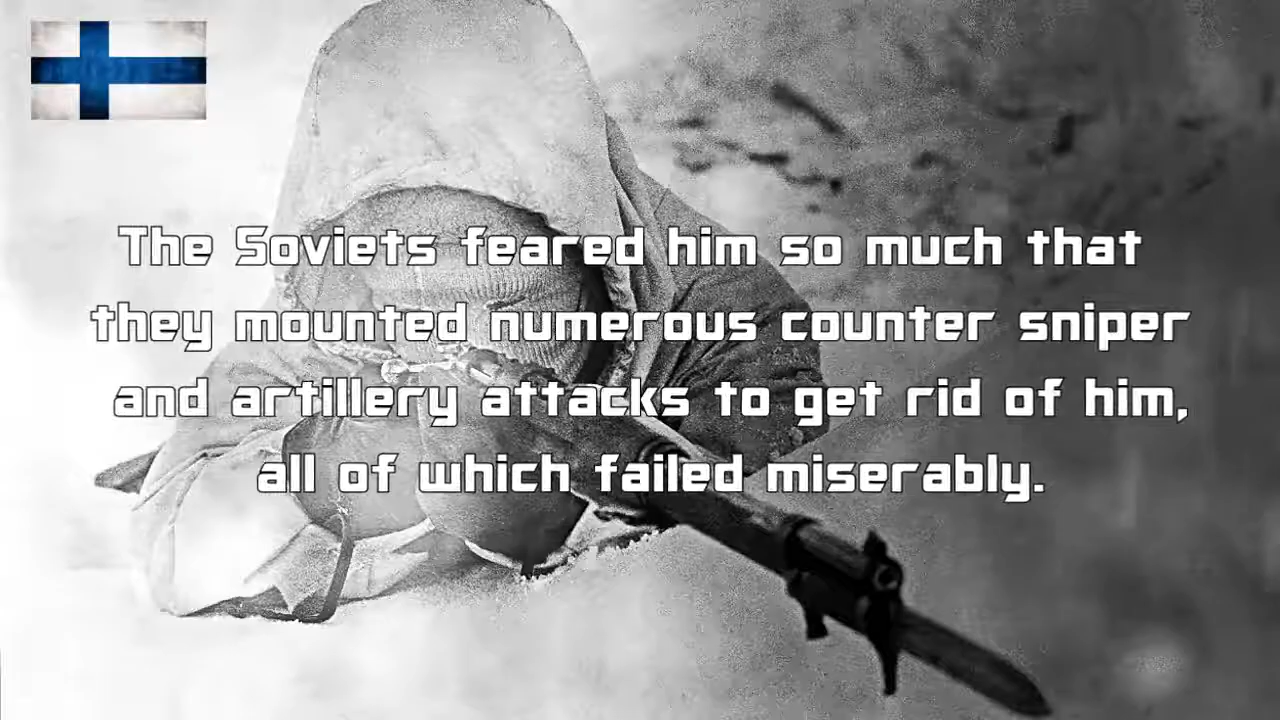 The Soviets feared him so much that
they mounted numerous counter sniper
and artillery attacks to get rid of him,
all of which failed miserably.